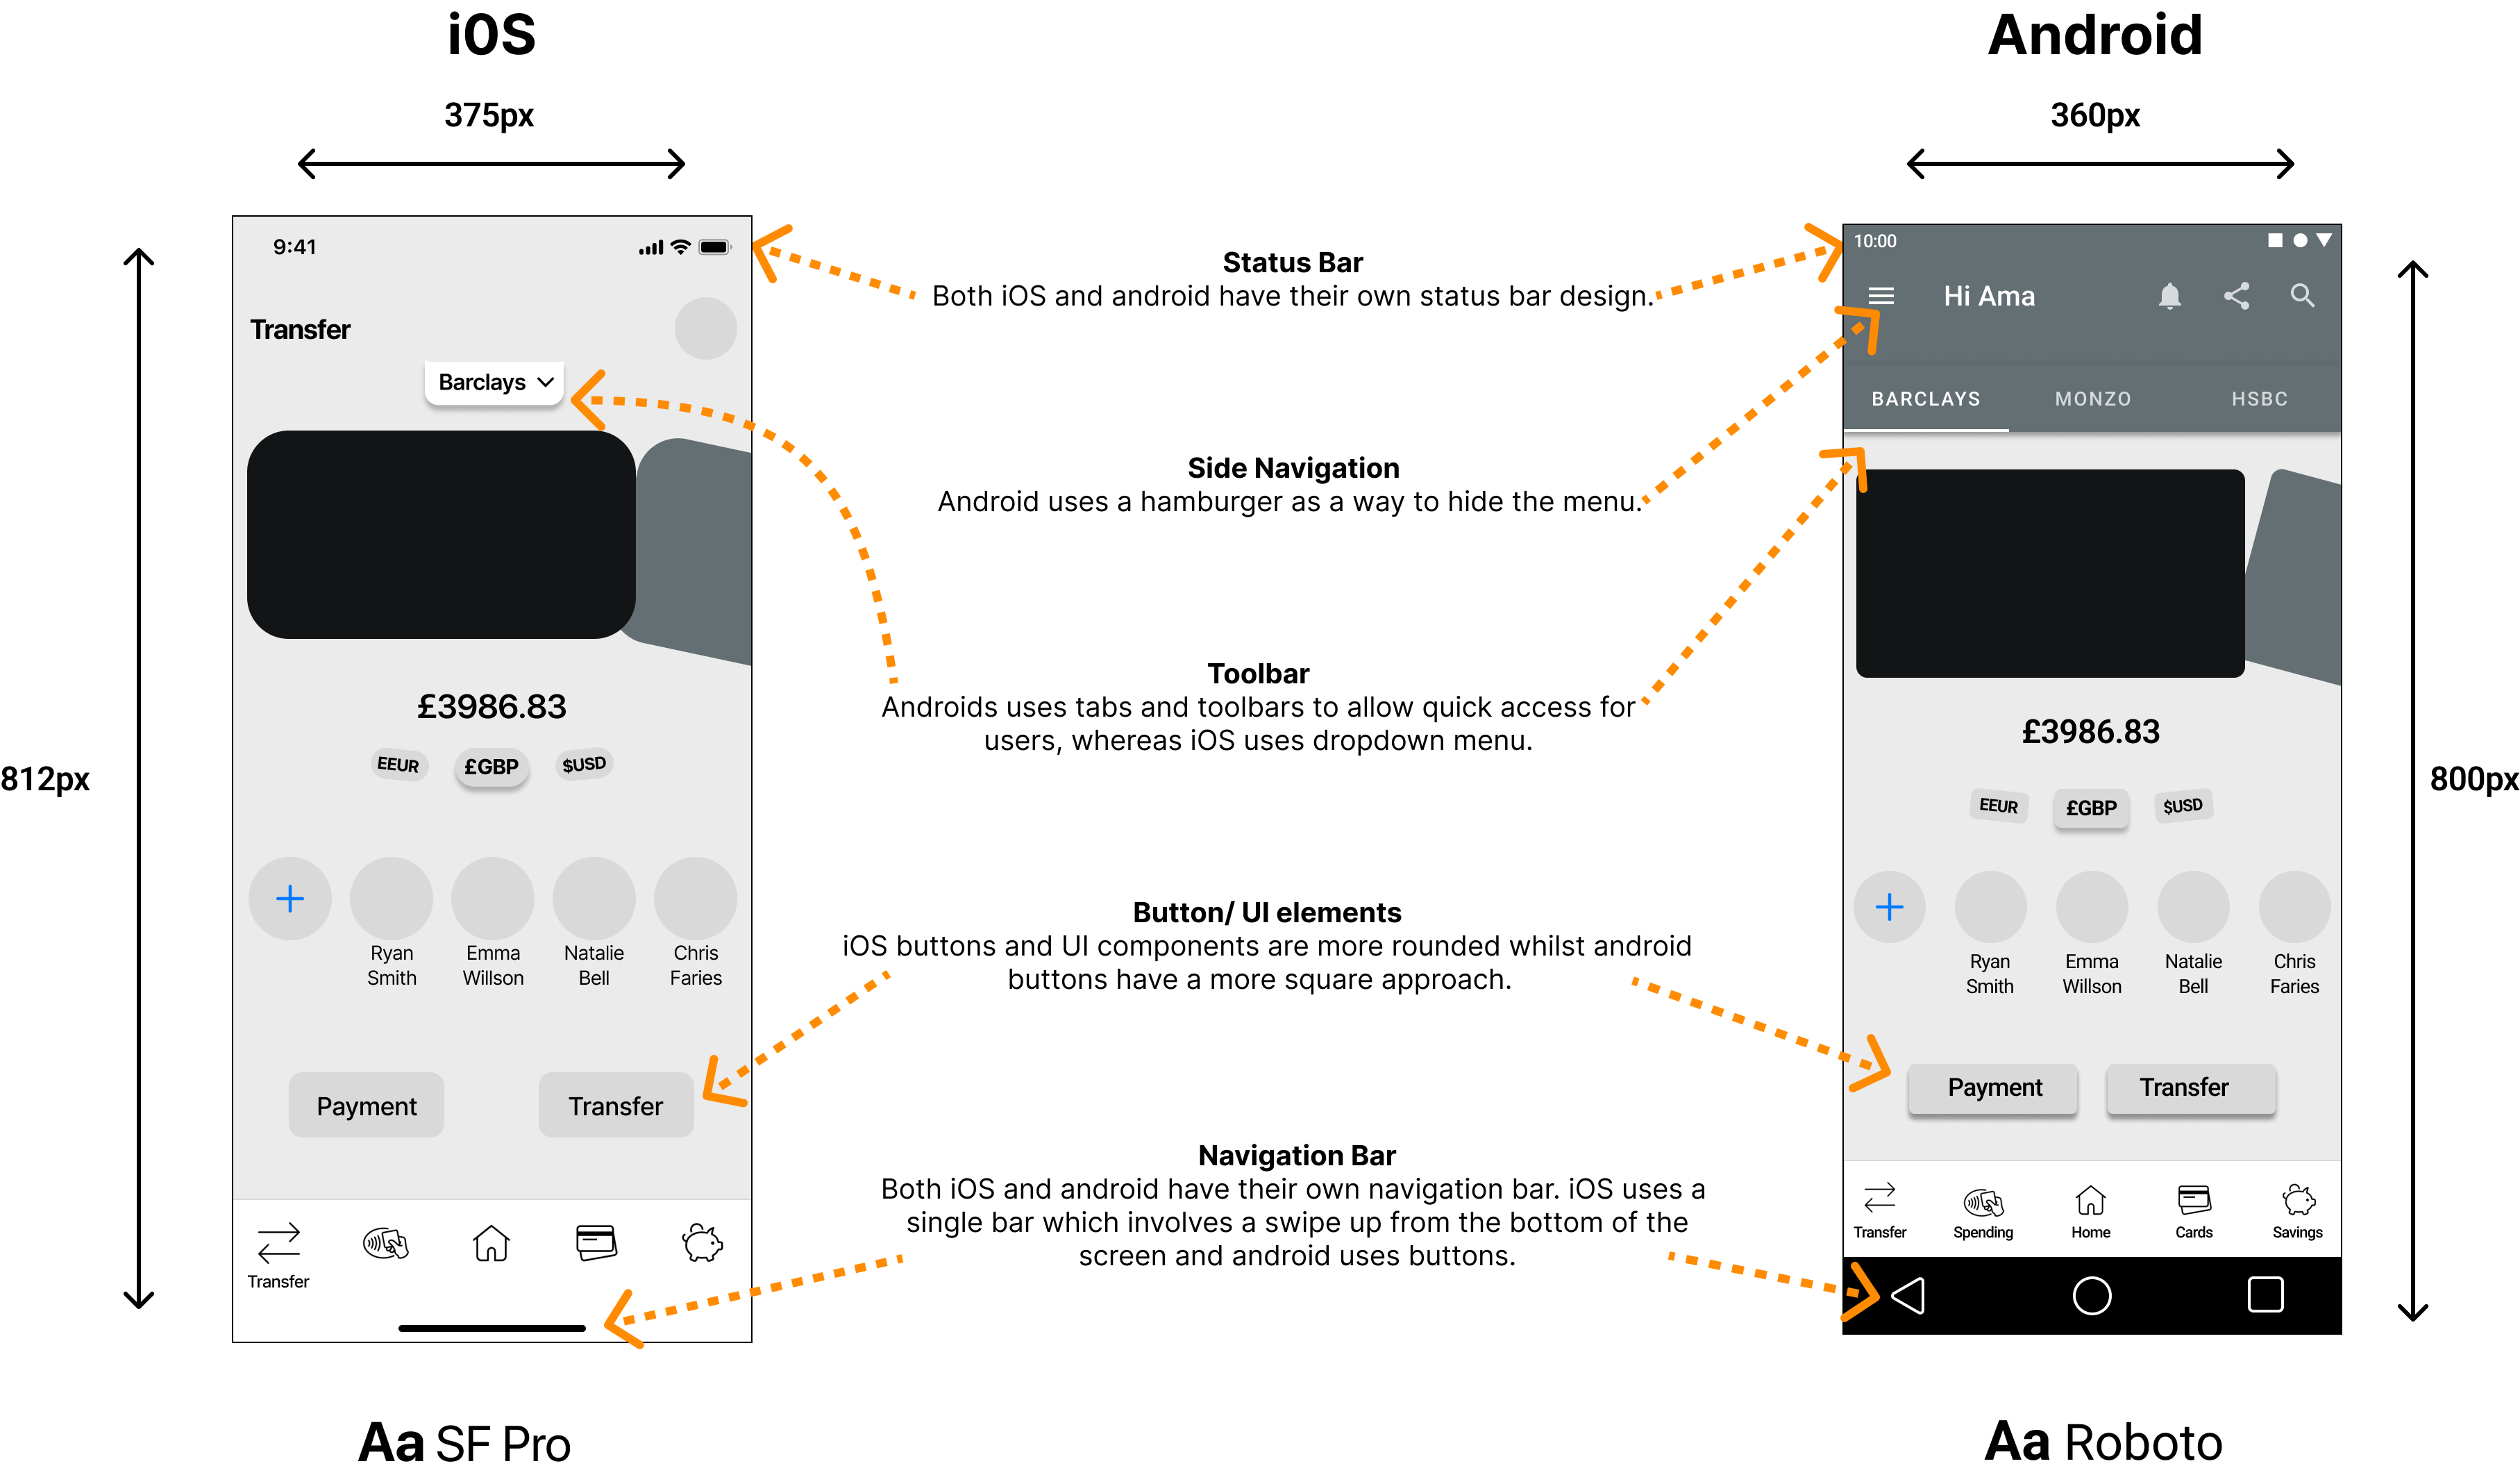 iOS
375px
812px
9:41
Transfer
Barclays
£3986.83
EEUR
£GBP
$USD
Ryan
Smith
Emma
Willson
Natalie
Bell
Chris
Faries
Payment
Transfer
Transfer
Aa SF Pro
Status Bar
Both iOS and android have their own status bar design.
Side Navigation
Android uses a hamburger as a way to hide the menu.
Toolbar
Androids uses tabs and toolbars to allow quick access for
users, whereas iOS uses dropdown menu.
Button/ UI elements
iOS buttons and UI components are more rounded whilst android
buttons have a more square approach.
Navigation Bar
Both iOS and android have their own navigation bar. iOS uses a
single bar which involves a swipe up from the bottom of the
screen and android uses buttons.
Android
360px
800px
10:00
Hi Ama
BARCLAYS
MONZO
HSBC
£3986.83
EEUR
£GBP
$USD
Ryan
Smith
Emma
Willson
Natalie
Bell
Chris
Faries
Payment
Transfer
Transfer
Spending
Home
Cards
Savings
Aa Roboto